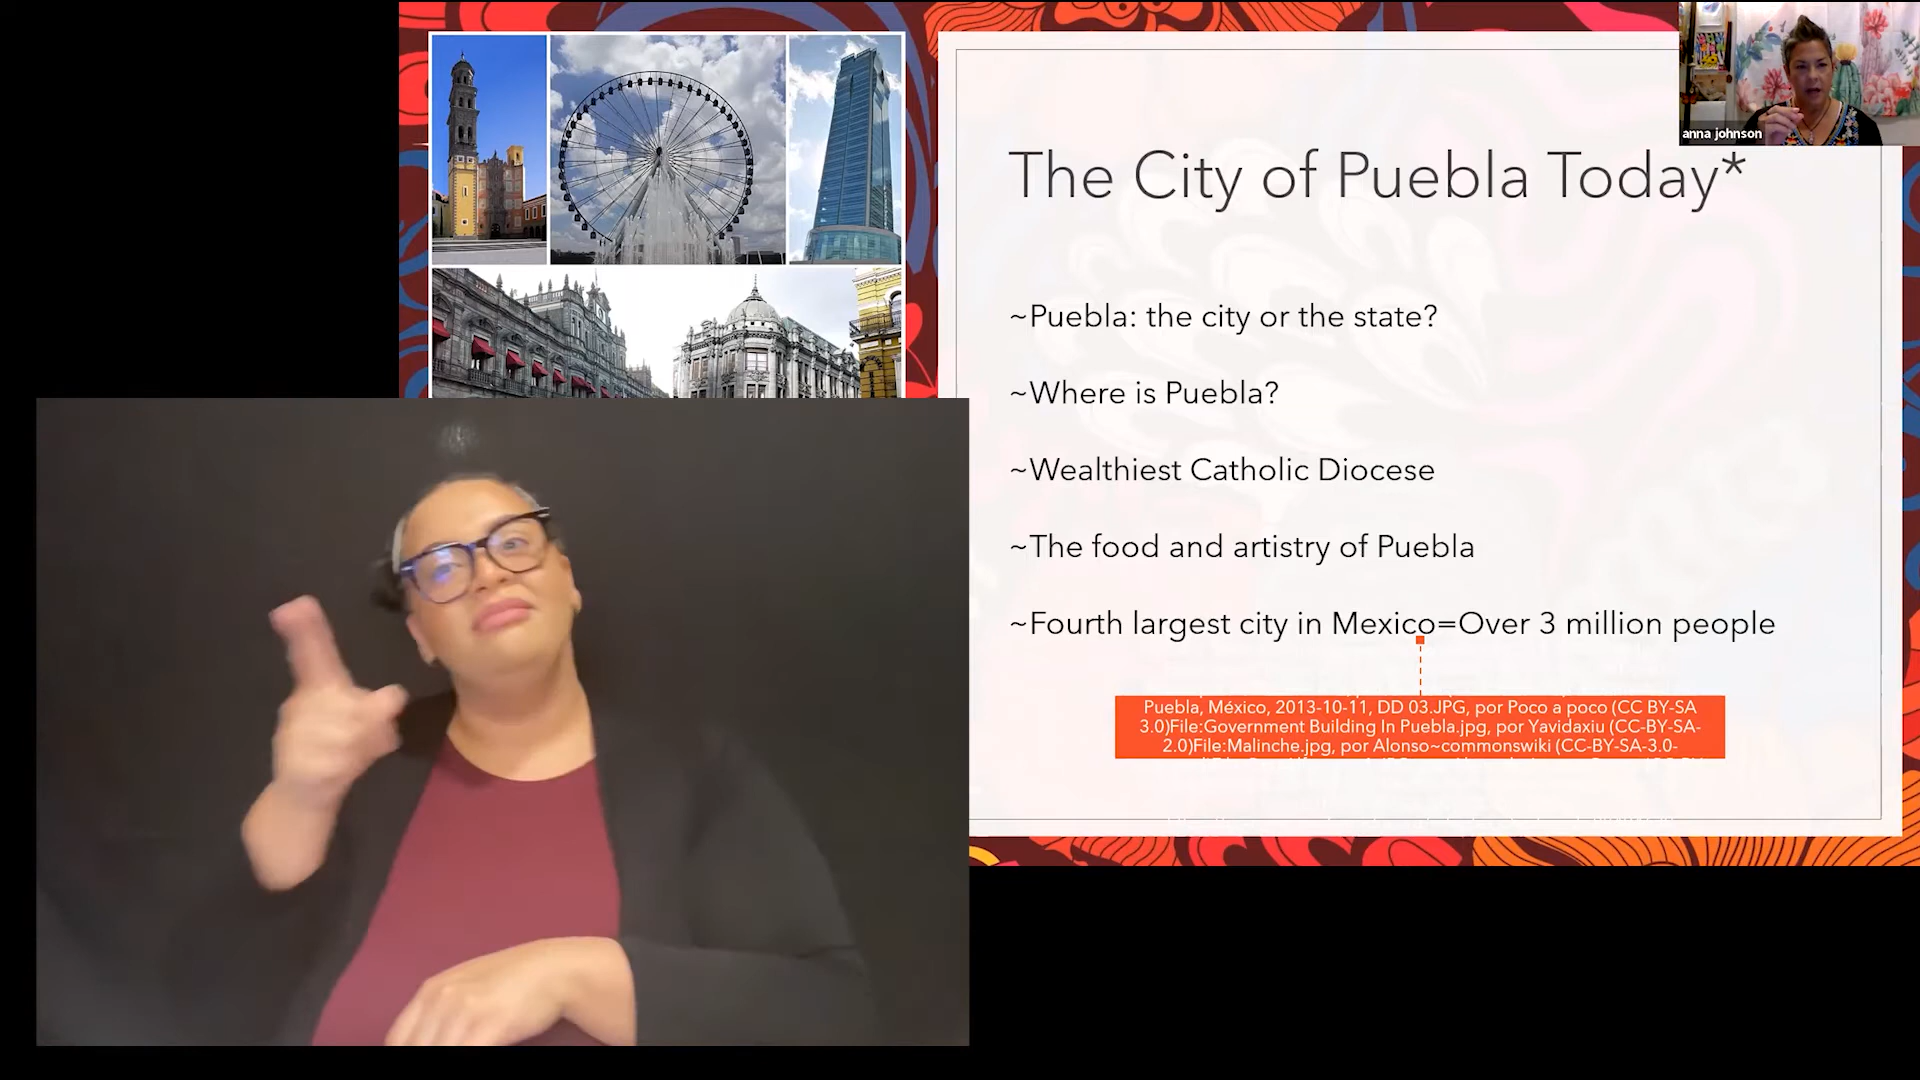 anna johnson
The City of Puebla Today*
~Puebla: the city or the state?
~Where is Puebla?
~Wealthiest Catholic Diocese
~The food and artistry of Puebla
~Fourth largest city in Mexico=Over 3 million people
Puebla, México, 2013-10-11, DD 03.JPG, por Poco a poco (CC BY-SA
3.0)File:Government Building In Puebla.jpg, por Yavidaxiu (CC-BY-SA-
2.0)File:Malinche.jpg, por Alonso~commonswiki (CC-BY-SA-3.0-